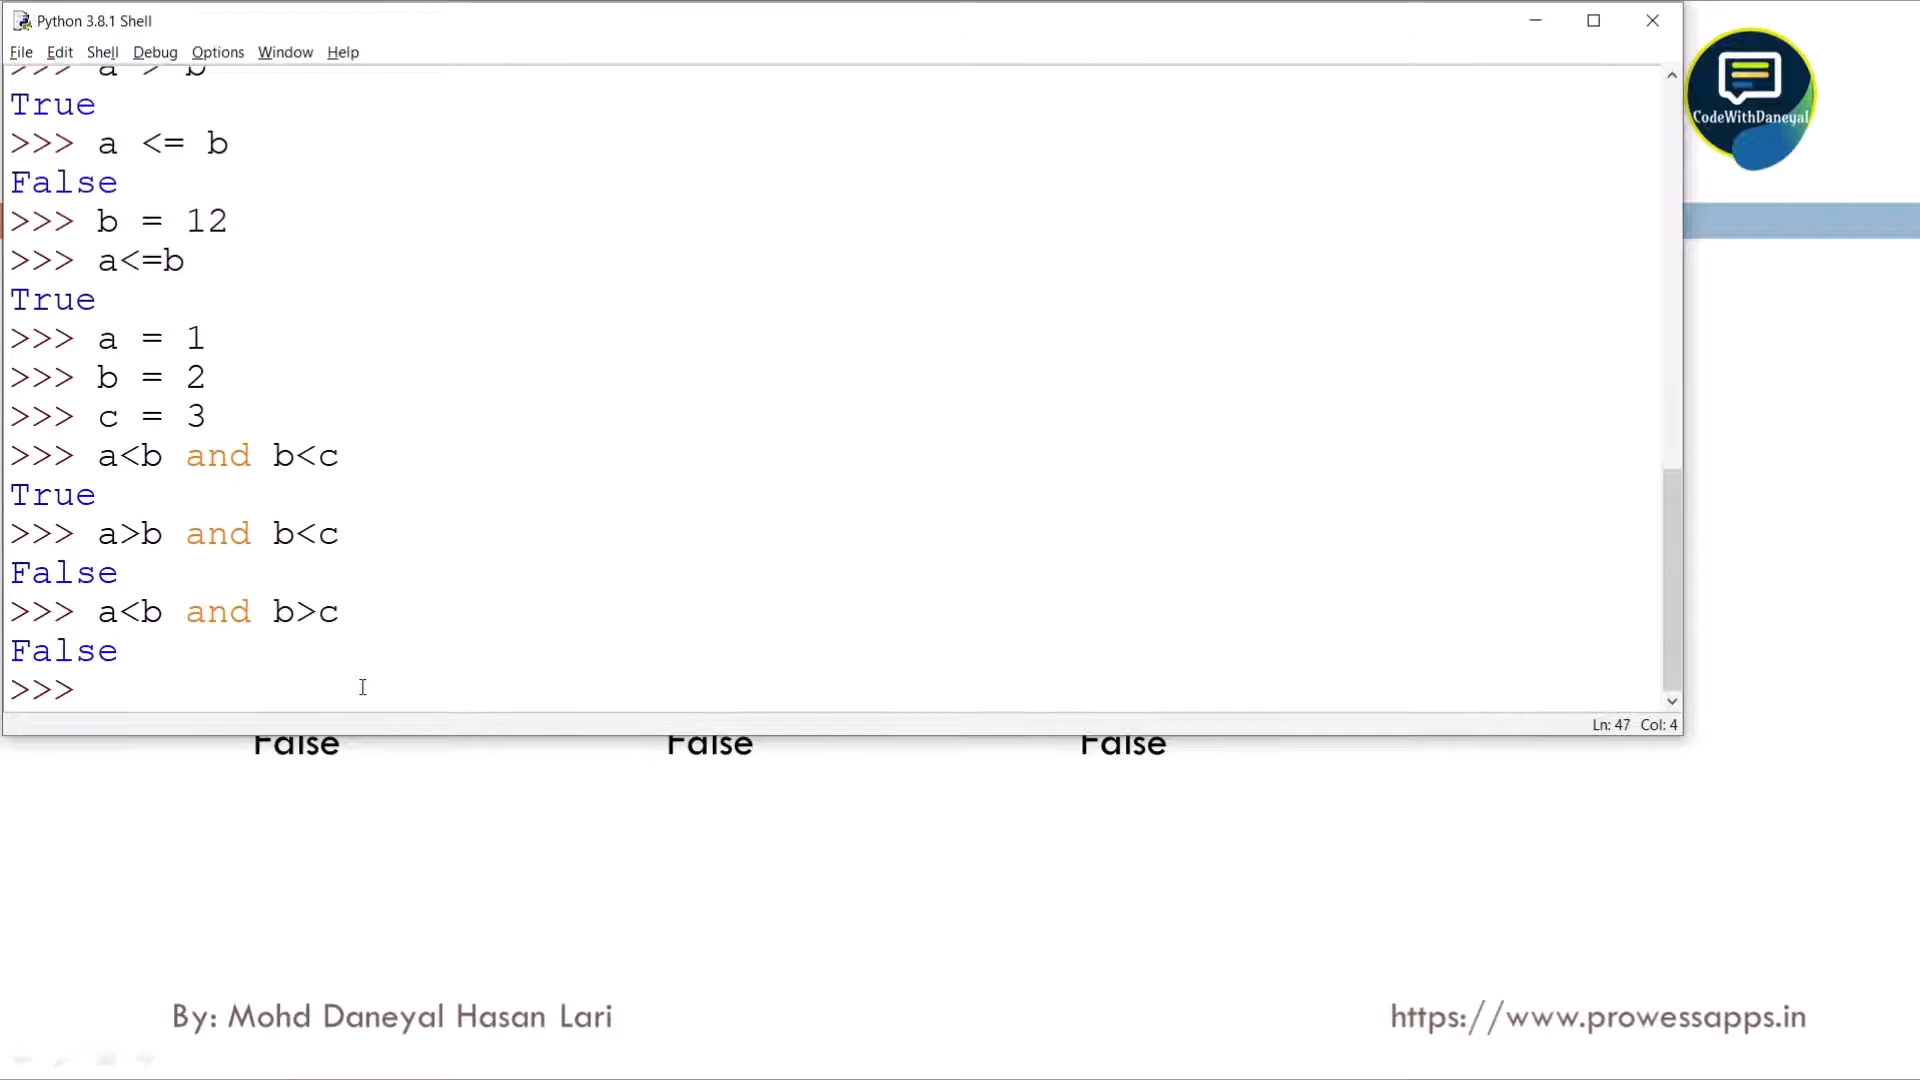 Python 3.8.1 Shell
File Edit Shell Debug Options Window Help
>>> a > b
True
>>> a <= b
False
>>> b = 12
>>> a<=b
True
>>> a = 1
>>> b = 2
>>> c = 3
>>> a<b and b<c
True
>>> a>b and b<c
False
>>> a<b and b>c
False
>>>
Ln: 47 Col: 4
CodeWithDaneyal
False False False
By: Mohd Daneyal Hasan Lari
https://www.prowessapps.in